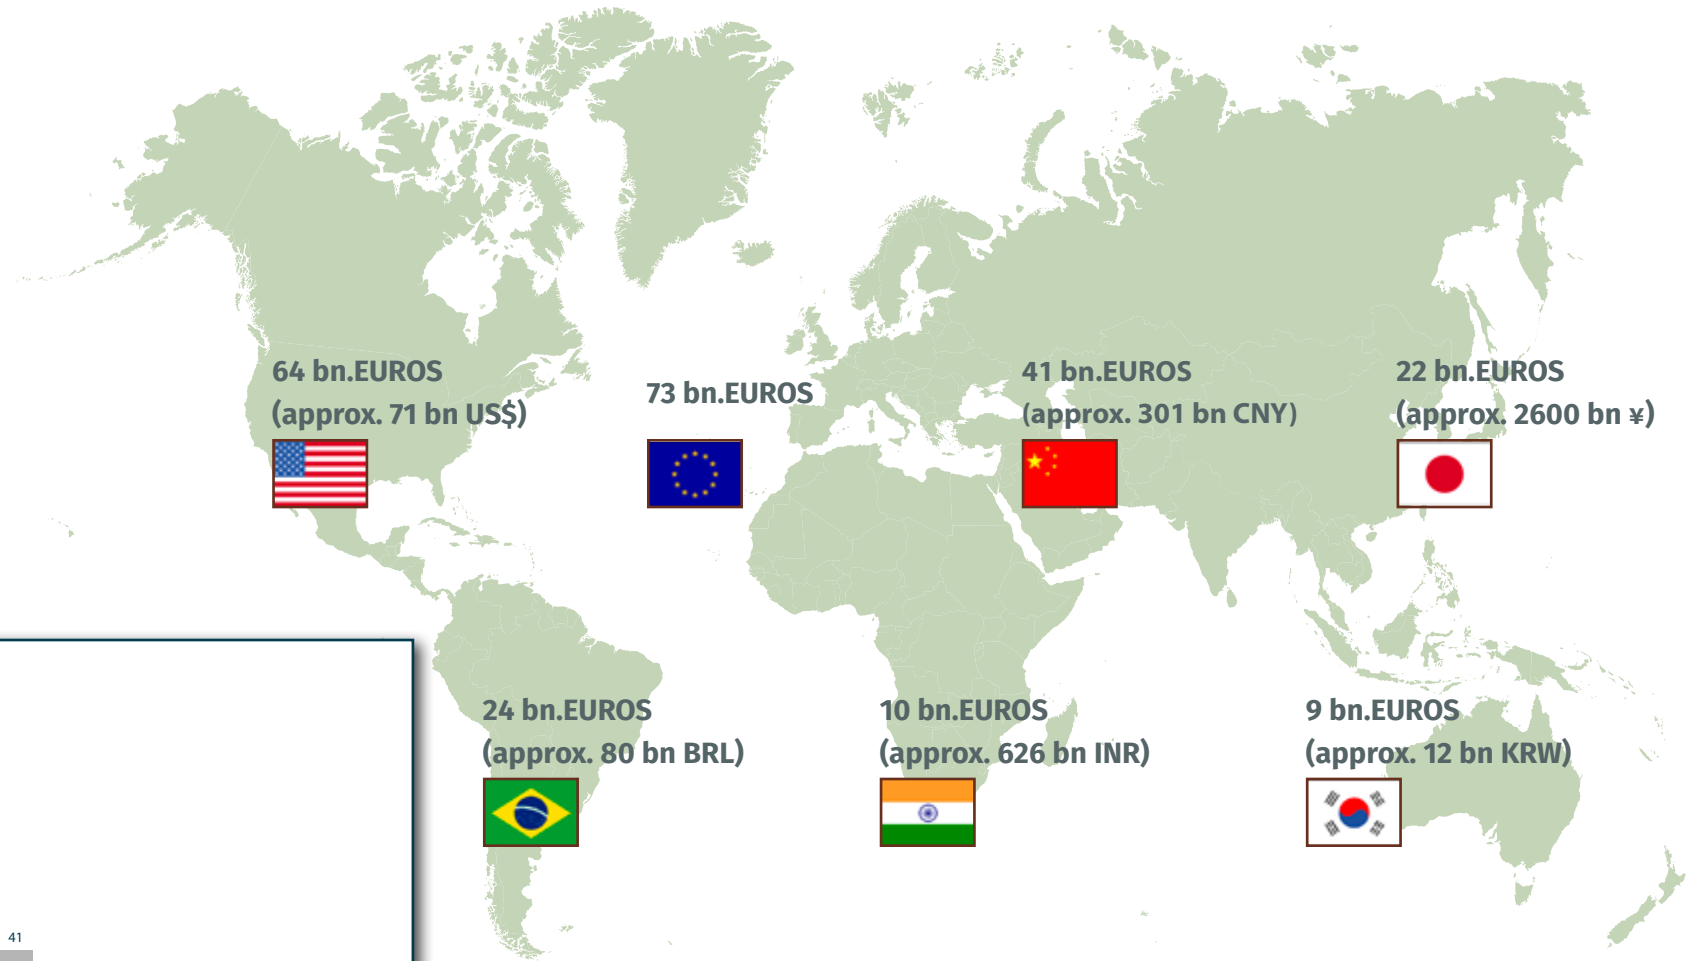 64 bn.EUROS
(approx. 71 bn US$)
73 bn.EUROS
41 bn.EUROS
(approx. 301 bn CNY)
22 bn.EUROS
(approx. 2600 bn ¥)
24 bn.EUROS
(approx. 80 bn BRL)
10 bn.EUROS
(approx. 626 bn INR)
9 bn.EUROS
(approx. 12 bn KRW)
41